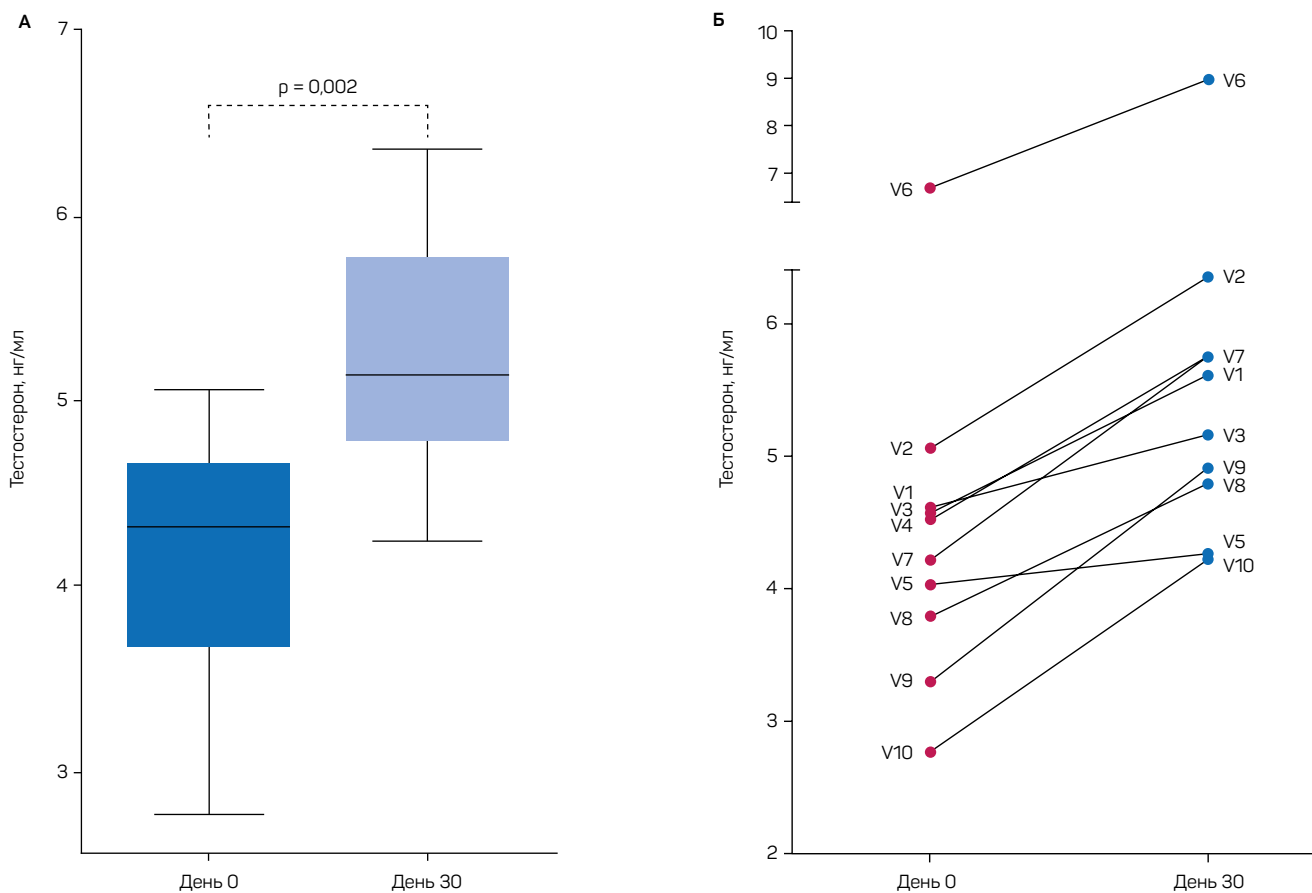 А
7
6
5
4
3
Тестостерон, нг/мл
p = 0,002
День 0
День 30
Б
10
9
8
7
6
5
4
3
2
Тестостерон, нг/мл
V6
V6
V2
V7
V1
V2
V3
V1
V9
V3
V8
V4
V7
V5
V5
V10
V8
V9
V10
День 0
День 30